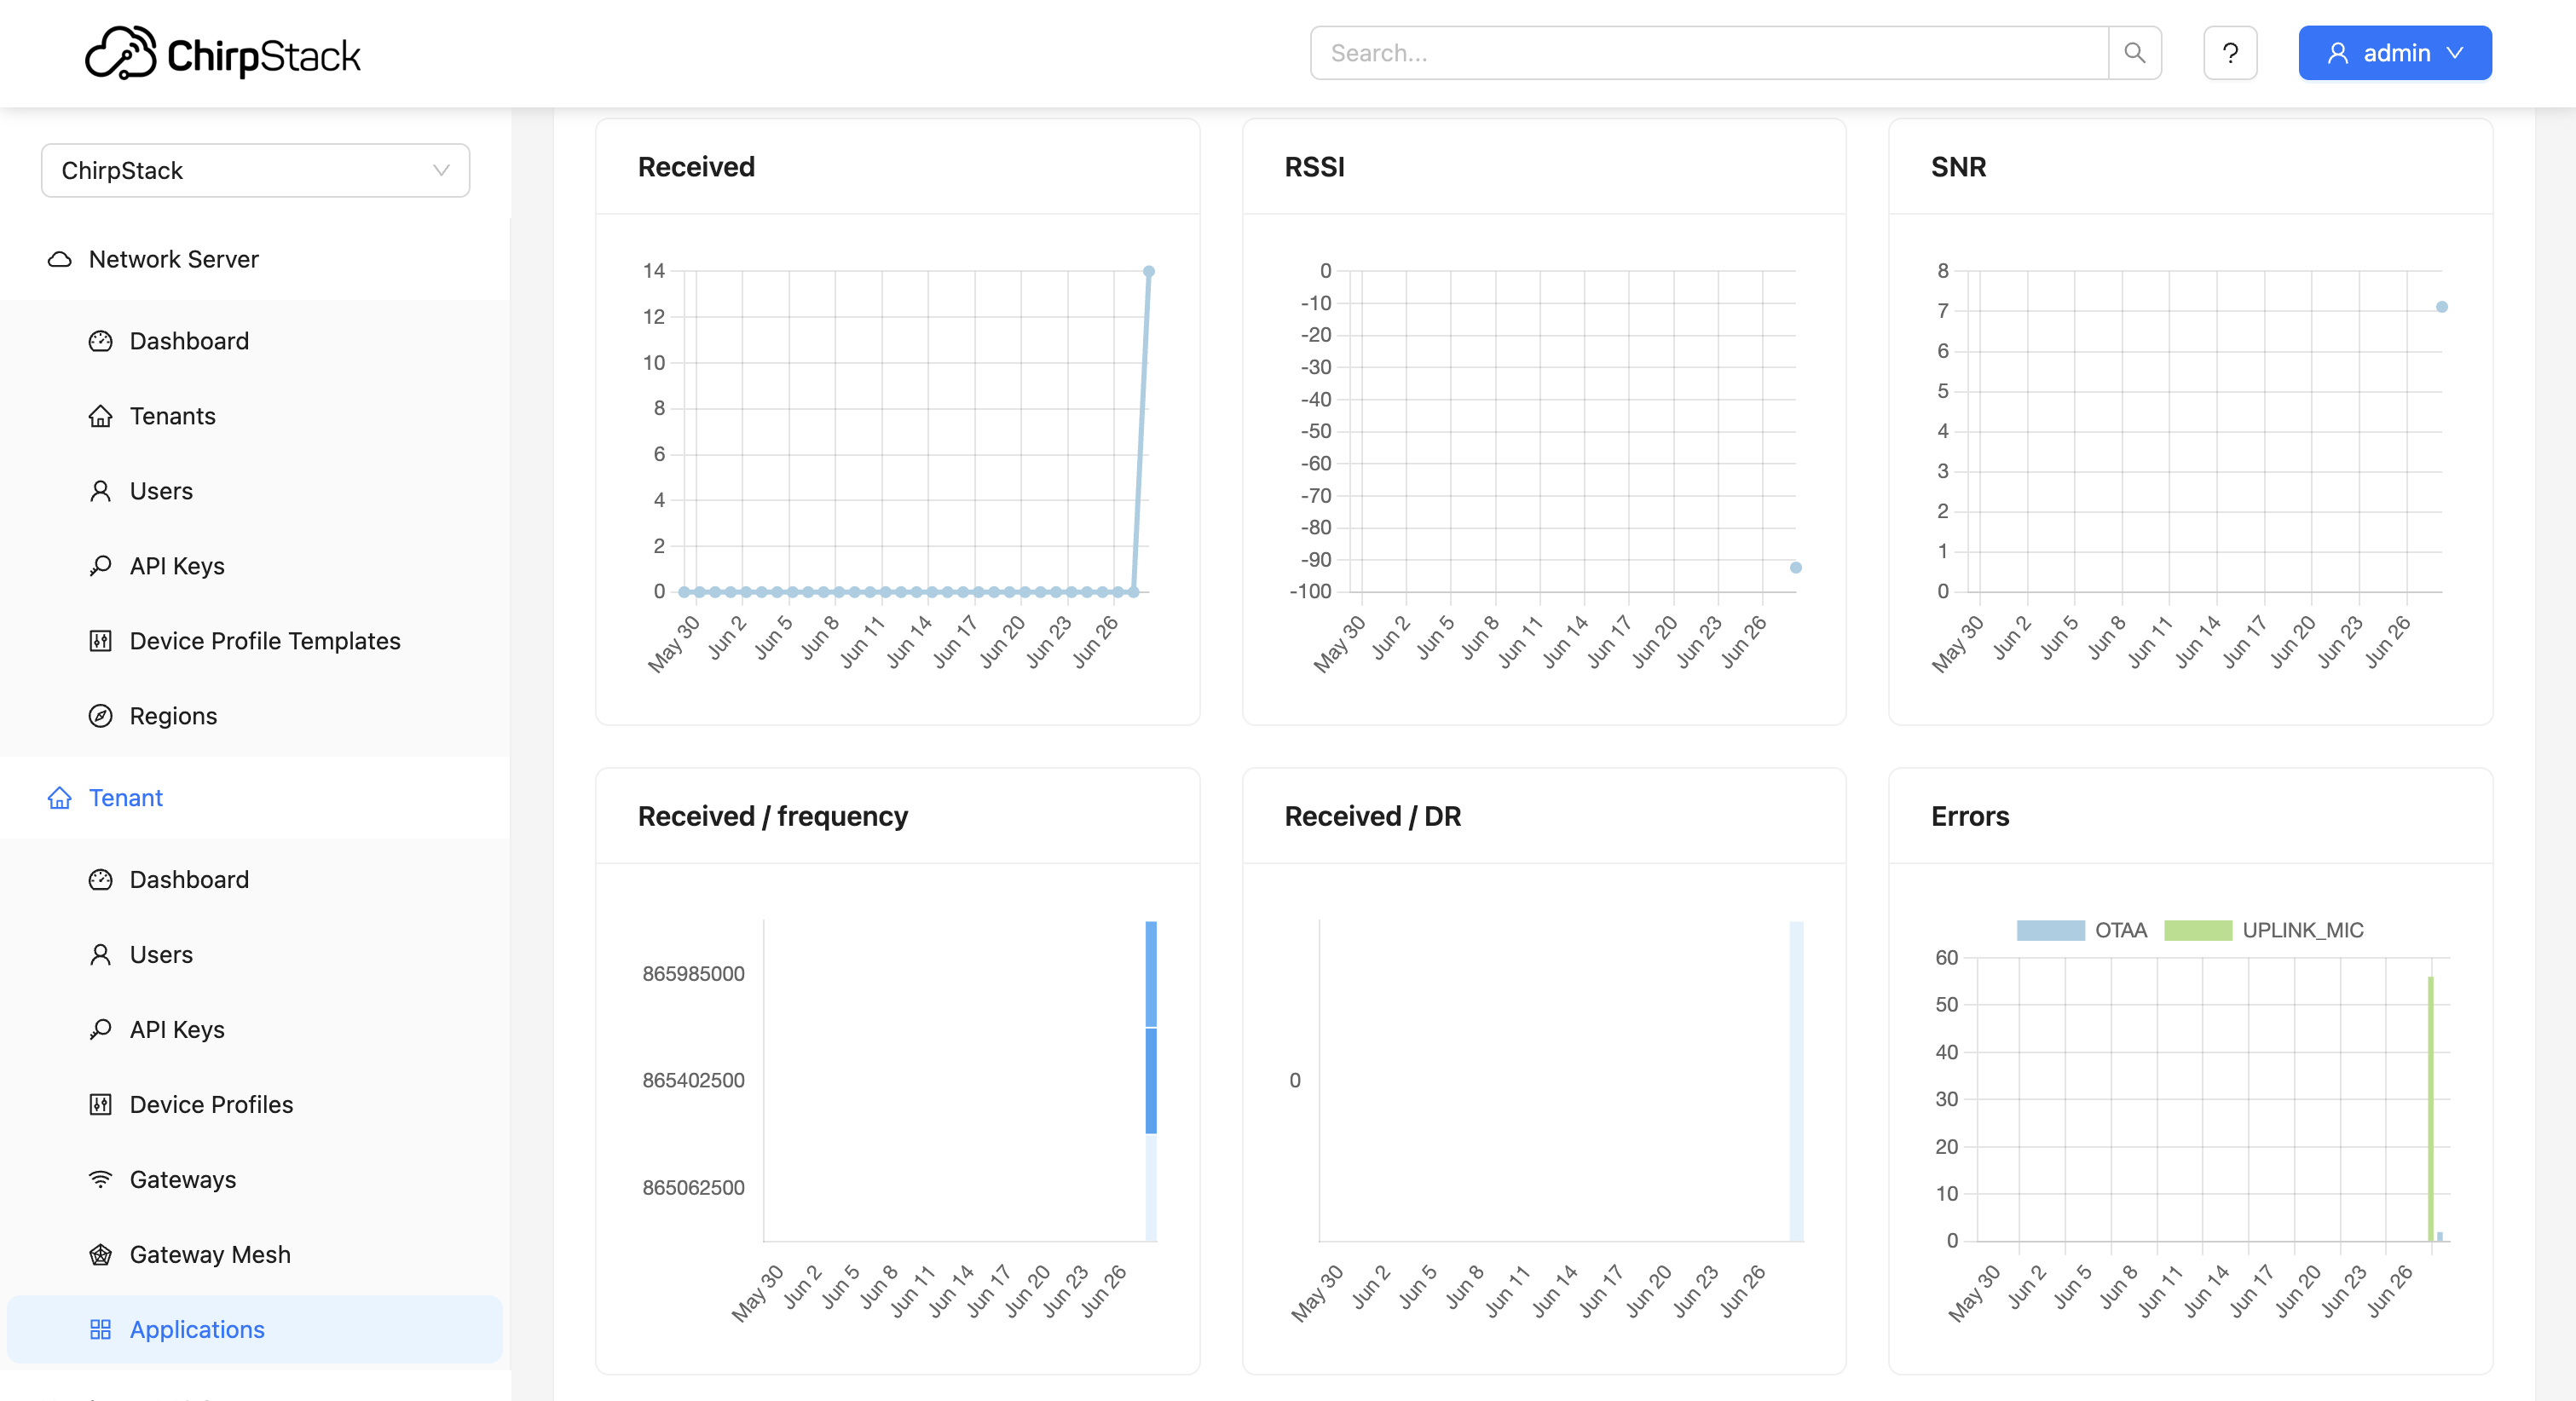 ChirpStack
Search...
?
admin
ChirpStack
Network Server
Dashboard
Tenants
Users
API Keys
Device Profile Templates
Regions
Tenant
Dashboard
Users
API Keys
Device Profiles
Gateways
Gateway Mesh
Applications
Received
14
12
10
8
6
4
2
0
May 30
Jun 2
Jun 5
Jun 8
Jun 11
Jun 14
Jun 17
Jun 20
Jun 23
Jun 26
RSSI
0
-10
-20
-30
-40
-50
-60
-70
-80
-90
-100
May 30
Jun 2
Jun 5
Jun 8
Jun 11
Jun 14
Jun 17
Jun 20
Jun 23
Jun 26
SNR
8
7
6
5
4
3
2
1
0
May 30
Jun 2
Jun 5
Jun 8
Jun 11
Jun 14
Jun 17
Jun 20
Jun 23
Jun 26
Received / frequency
865985000
865402500
865062500
May 30
Jun 2
Jun 5
Jun 8
Jun 11
Jun 14
Jun 17
Jun 20
Jun 23
Jun 26
Received / DR
0
May 30
Jun 2
Jun 5
Jun 8
Jun 11
Jun 14
Jun 17
Jun 20
Jun 23
Jun 26
Errors
OTAA UPLINK_MIC
60
50
40
30
20
10
0
May 30
Jun 2
Jun 5
Jun 8
Jun 11
Jun 14
Jun 17
Jun 20
Jun 23
Jun 26